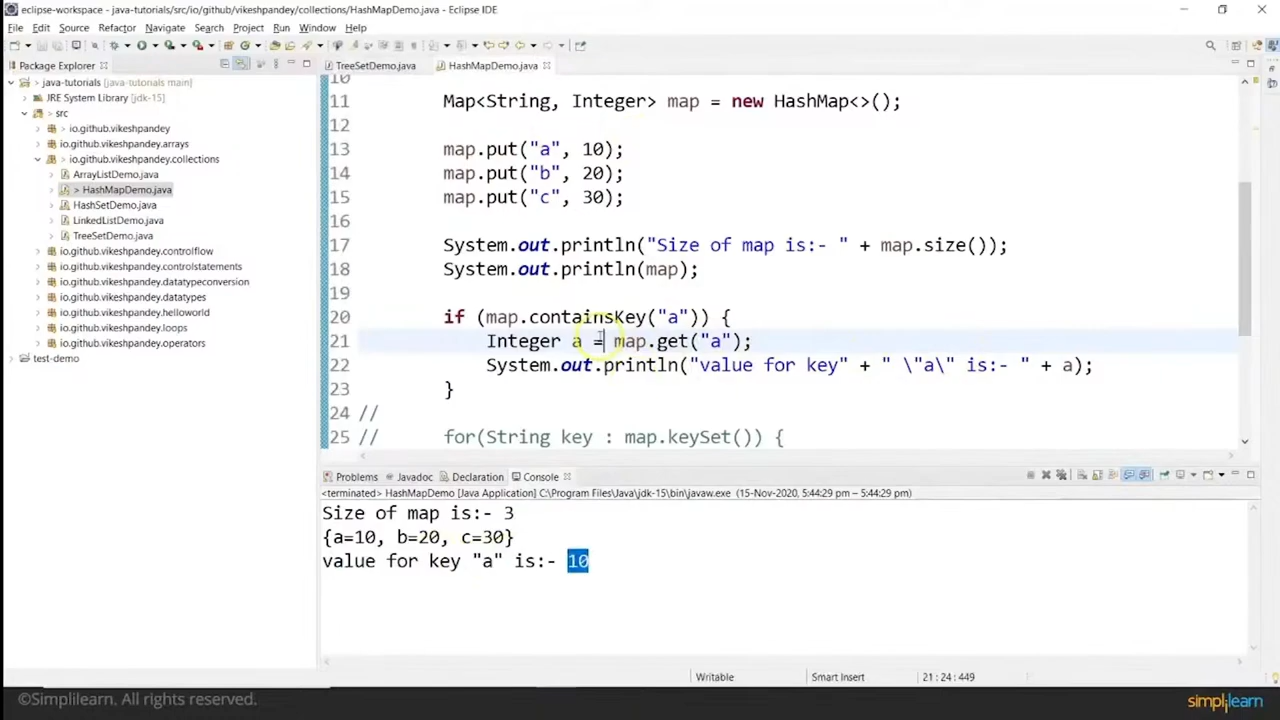 eclipse-workspace - java-tutorials/src/io/github/vikeshpandey/collections/HashMapDemo.java - Eclipse IDE
File Edit Source Refactor Navigate Search Project Run Window Help
Package Explorer
java-tutorials [java-tutorials main]
JRE System Library [jdk-15]
src
> io.github.vikeshpandey
io.github.vikeshpandey.arrays
> io.github.vikeshpandey.collections
ArrayListDemo.java
> HashMapDemo.java
HashSetDemo.java
LinkedListDemo.java
TreeSetDemo.java
io.github.vikeshpandey.controlflow
io.github.vikeshpandey.controlstatements
io.github.vikeshpandey.datatypeconversion
io.github.vikeshpandey.datatypes
io.github.vikeshpandey.helloworld
io.github.vikeshpandey.loops
io.github.vikeshpandey.operators
test-demo
TreeSetDemo.java HashMapDemo.java
10
11 Map<String, Integer> map = new HashMap<>();
12
13 map.put("a", 10);
14 map.put("b", 20);
15 map.put("c", 30);
16
17 System.out.println("Size of map is:- " + map.size());
18 System.out.println(map);
19
20 if (map.containsKey("a")) {
21 Integer a = map.get("a");
22 System.out.println("value for key" + " \"a\" is:- " + a);
23 }
24 //
25 // for(String key : map.keySet()) {
Problems Javadoc Declaration Console
<terminated> HashMapDemo [Java Application] C:\Program Files\Java\jdk-15\bin\javaw.exe (15-Nov-2020, 5:44:29 pm – 5:44:29 pm)
Size of map is:- 3
{a=10, b=20, c=30}
value for key "a" is:- 10
Writable Smart Insert 21 : 24 : 449
©Simplilearn. All rights reserved.
simplilearn